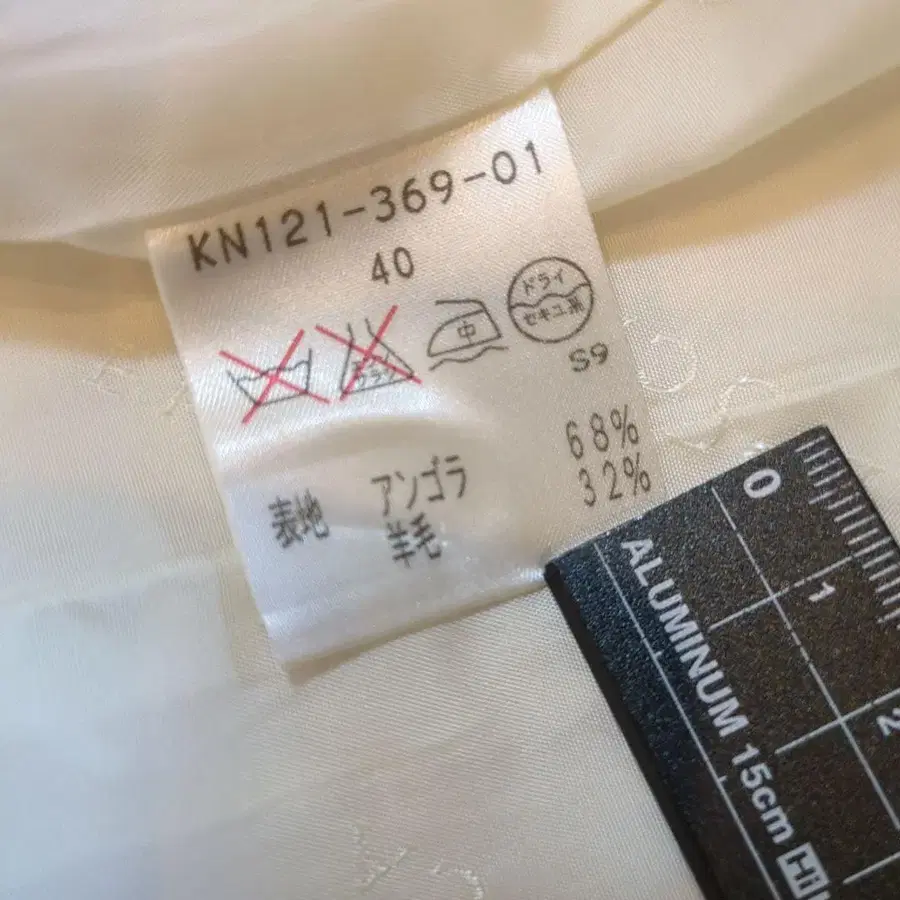 KN121-369-01
40
中
ドライ
セキユ系
S9
表地 アンゴラ 68%
羊毛 32%
0
1
2
ALUMINUM 15cm Hi